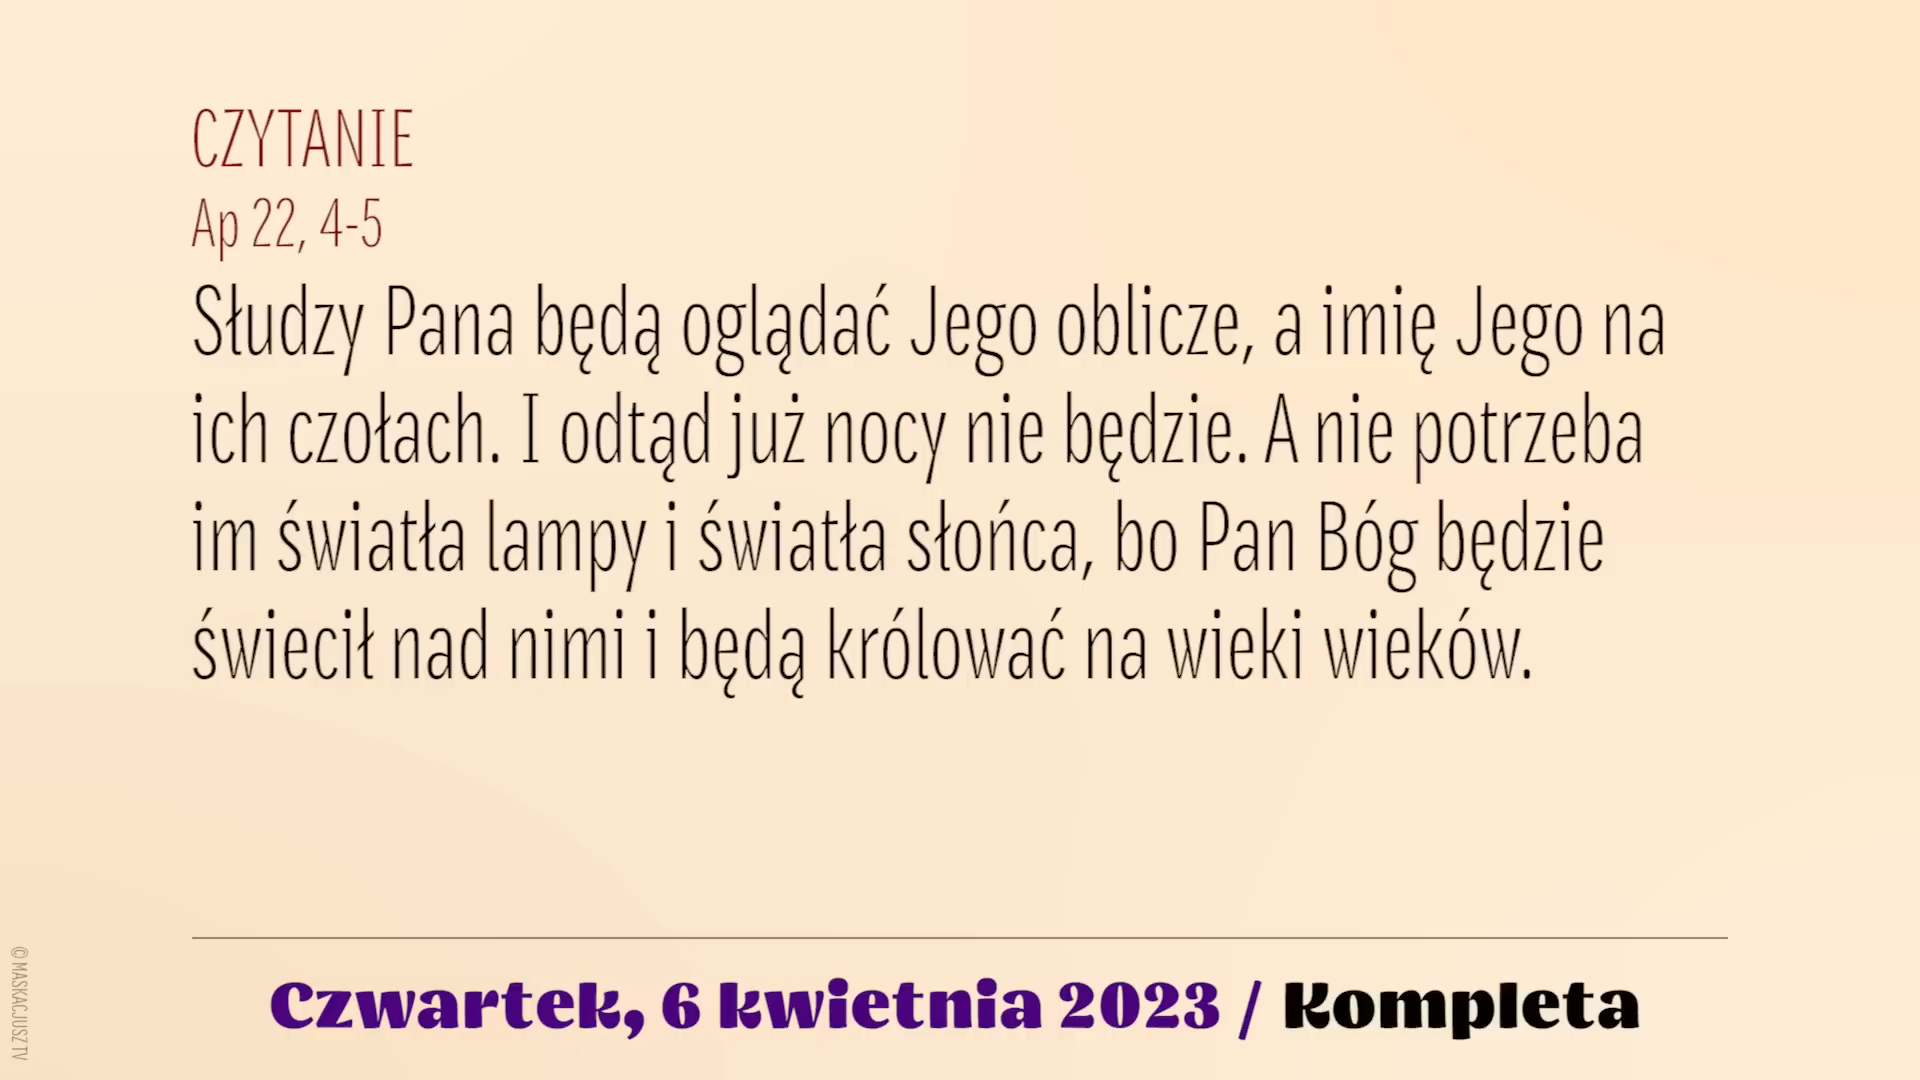 CZYTANIE
Ap 22, 4-5
Słudzy Pana będą oglądać Jego oblicze, a imię Jego na
ich czołach. I odtąd już nocy nie będzie. A nie potrzeba
im światła lampy i światła słońca, bo Pan Bóg będzie
świecił nad nimi i będą królować na wieki wieków.
Czwartek, 6 kwietnia 2023 / Kompleta
© MASKACJUSZ TV